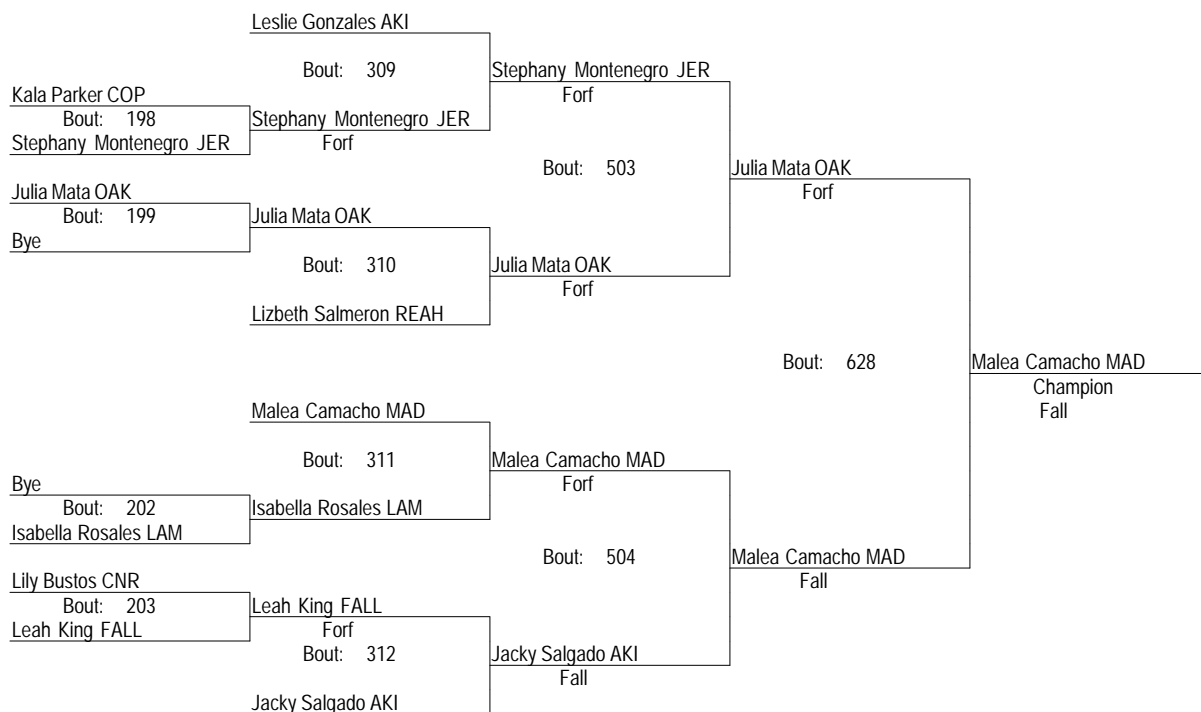 Leslie Gonzales AKI
Bout: 309
Stephany Montenegro JER
Forf
Kala Parker COP
Bout: 198
Stephany Montenegro JER
Stephany Montenegro JER
Forf
Bout: 503
Julia Mata OAK
Forf
Julia Mata OAK
Bout: 199
Bye
Julia Mata OAK
Bout: 310
Julia Mata OAK
Forf
Lizbeth Salmeron REAH
Bout: 628
Malea Camacho MAD
Champion
Fall
Malea Camacho MAD
Bout: 311
Malea Camacho MAD
Forf
Bye
Bout: 202
Isabella Rosales LAM
Isabella Rosales LAM
Bout: 504
Malea Camacho MAD
Fall
Lily Bustos CNR
Bout: 203
Leah King FALL
Leah King FALL
Forf
Bout: 312
Jacky Salgado AKI
Fall
Jacky Salgado AKI